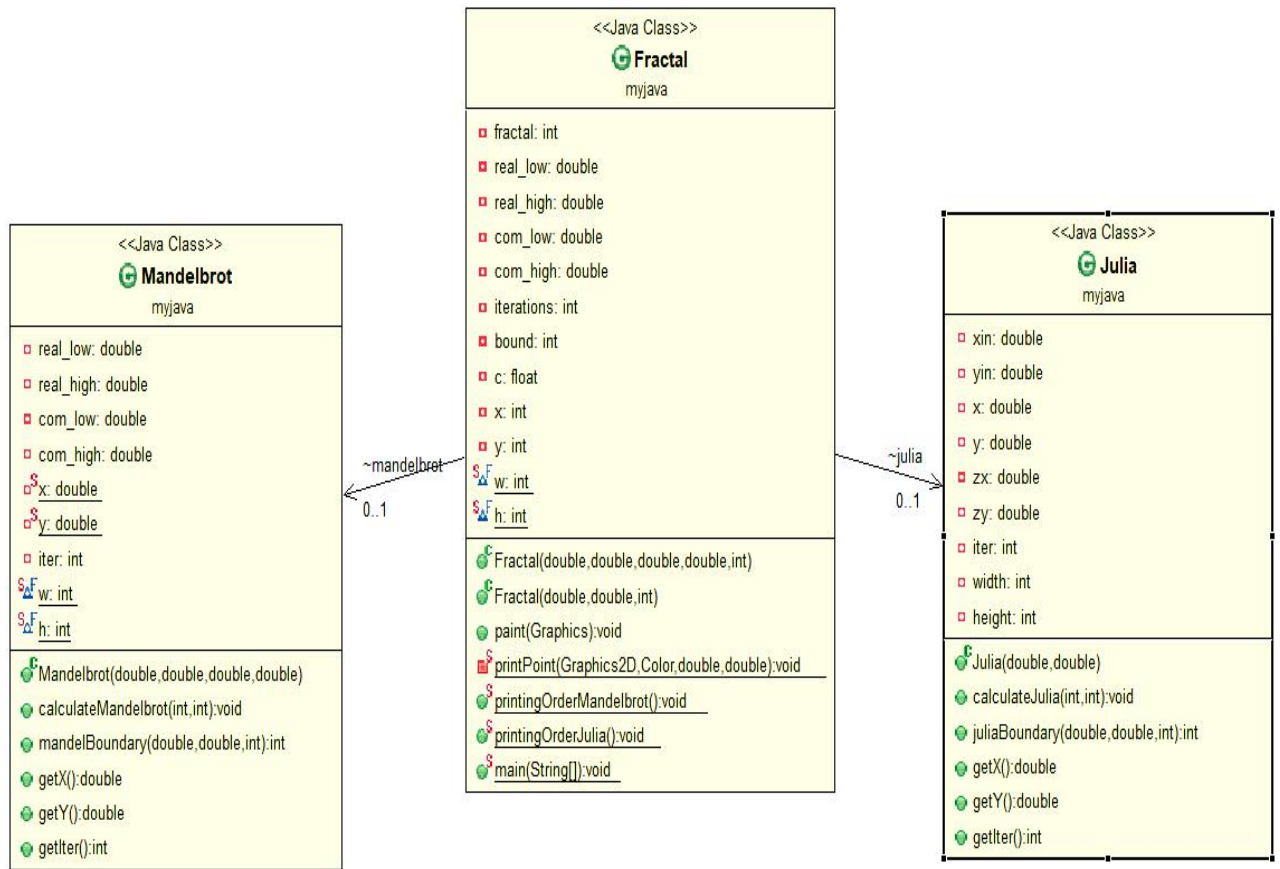 <<Java Class>>
Fractal
myjava
fractal: int
real_low: double
real_high: double
com_low: double
com_high: double
iterations: int
bound: int
c: float
x: int
y: int
w: int
h: int
Fractal(double,double,double,double,int)
Fractal(double,double,int)
paint(Graphics):void
printPoint(Graphics2D,Color,double,double):void
printingOrderMandelbrot():void
printingOrderJulia():void
main(String[]):void
<<Java Class>>
Mandelbrot
myjava
real_low: double
real_high: double
com_low: double
com_high: double
x: double
y: double
iter: int
w: int
h: int
Mandelbrot(double,double,double,double)
calculateMandelbrot(int,int):void
mandelBoundary(double,double,int):int
getX():double
getY():double
getIter():int
~mandelbrot
0..1
~julia
0..1
<<Java Class>>
Julia
myjava
xin: double
yin: double
x: double
y: double
zx: double
zy: double
iter: int
width: int
height: int
Julia(double,double)
calculateJulia(int,int):void
juliaBoundary(double,double,int):int
getX():double
getY():double
getIter():int